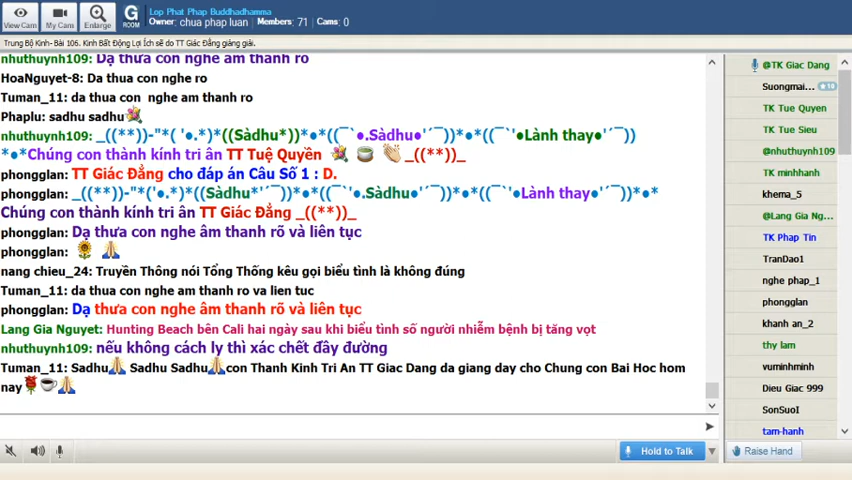 View Cam
My Cam
Enlarge
G
ROOM
Lop Phat Phap Buddhadhamma
Owner: chua phap luan Members: 71 Cams: 0
Trung Bộ Kinh- Bài 106. Kinh Bất Động Lợi Ích sẽ do TT Giác Đẳng giảng giải.
nhuthuynh109: Dạ thưa con nghe âm thanh rõ
HoaNguyet-8: Da thua con nghe ro
Tuman_11: da thua con nghe am thanh ro
Phaplu: sadhu sadhu
nhuthuynh109: _((**))-"*( '●.*)*((Sàdhu*))*●*((¯`●.Sàdhu●'´¯))*●*((¯`'●Lành thay●'´¯))
*●*Chúng con thành kính tri ân TT Tuệ Quyền _((**))_
phongglan: TT Giác Đẳng cho đáp án Câu Số 1 : D.
phongglan: _((**))-"*('●.*)*((Sàdhu*'´¯))*●*((¯`'●.Sàdhu●'´¯))*●*((¯`'●Lành thay●'´¯))*●*
Chúng con thành kính tri ân TT Giác Đẳng _((**))_
phongglan: Dạ thưa con nghe âm thanh rõ và liên tục
phongglan:
nang chieu_24: Truyền Thông nói Tổng Thống kêu gọi biểu tình là không đúng
Tuman_11: da thua con nghe am thanh ro va lien tuc
phongglan: Dạ thưa con nghe âm thanh rõ và liên tục
Lang Gia Nguyet: Hunting Beach bên Cali hai ngày sau khi biểu tình số người nhiễm bệnh bị tăng vọt
nhuthuynh109: nếu không cách ly thì xác chết đầy đường
Tuman_11: Sadhu Sadhu Sadhu con Thanh Kinh Tri An TT Giac Dang da giang day cho Chung con Bai Hoc hom
nay
Hold to Talk
@TK Giac Dang
Suongmai...
TK Tue Quyen
TK Tue Sieu
@nhuthuynh109
TK minhhanh
khema_5
@Lang Gia Ng...
TK Phap Tin
TranDao1
nghe phap_1
phongglan
khanh an_2
thy lam
vuminhminh
Dieu Giac 999
SonSuoI
tam-hanh
Raise Hand